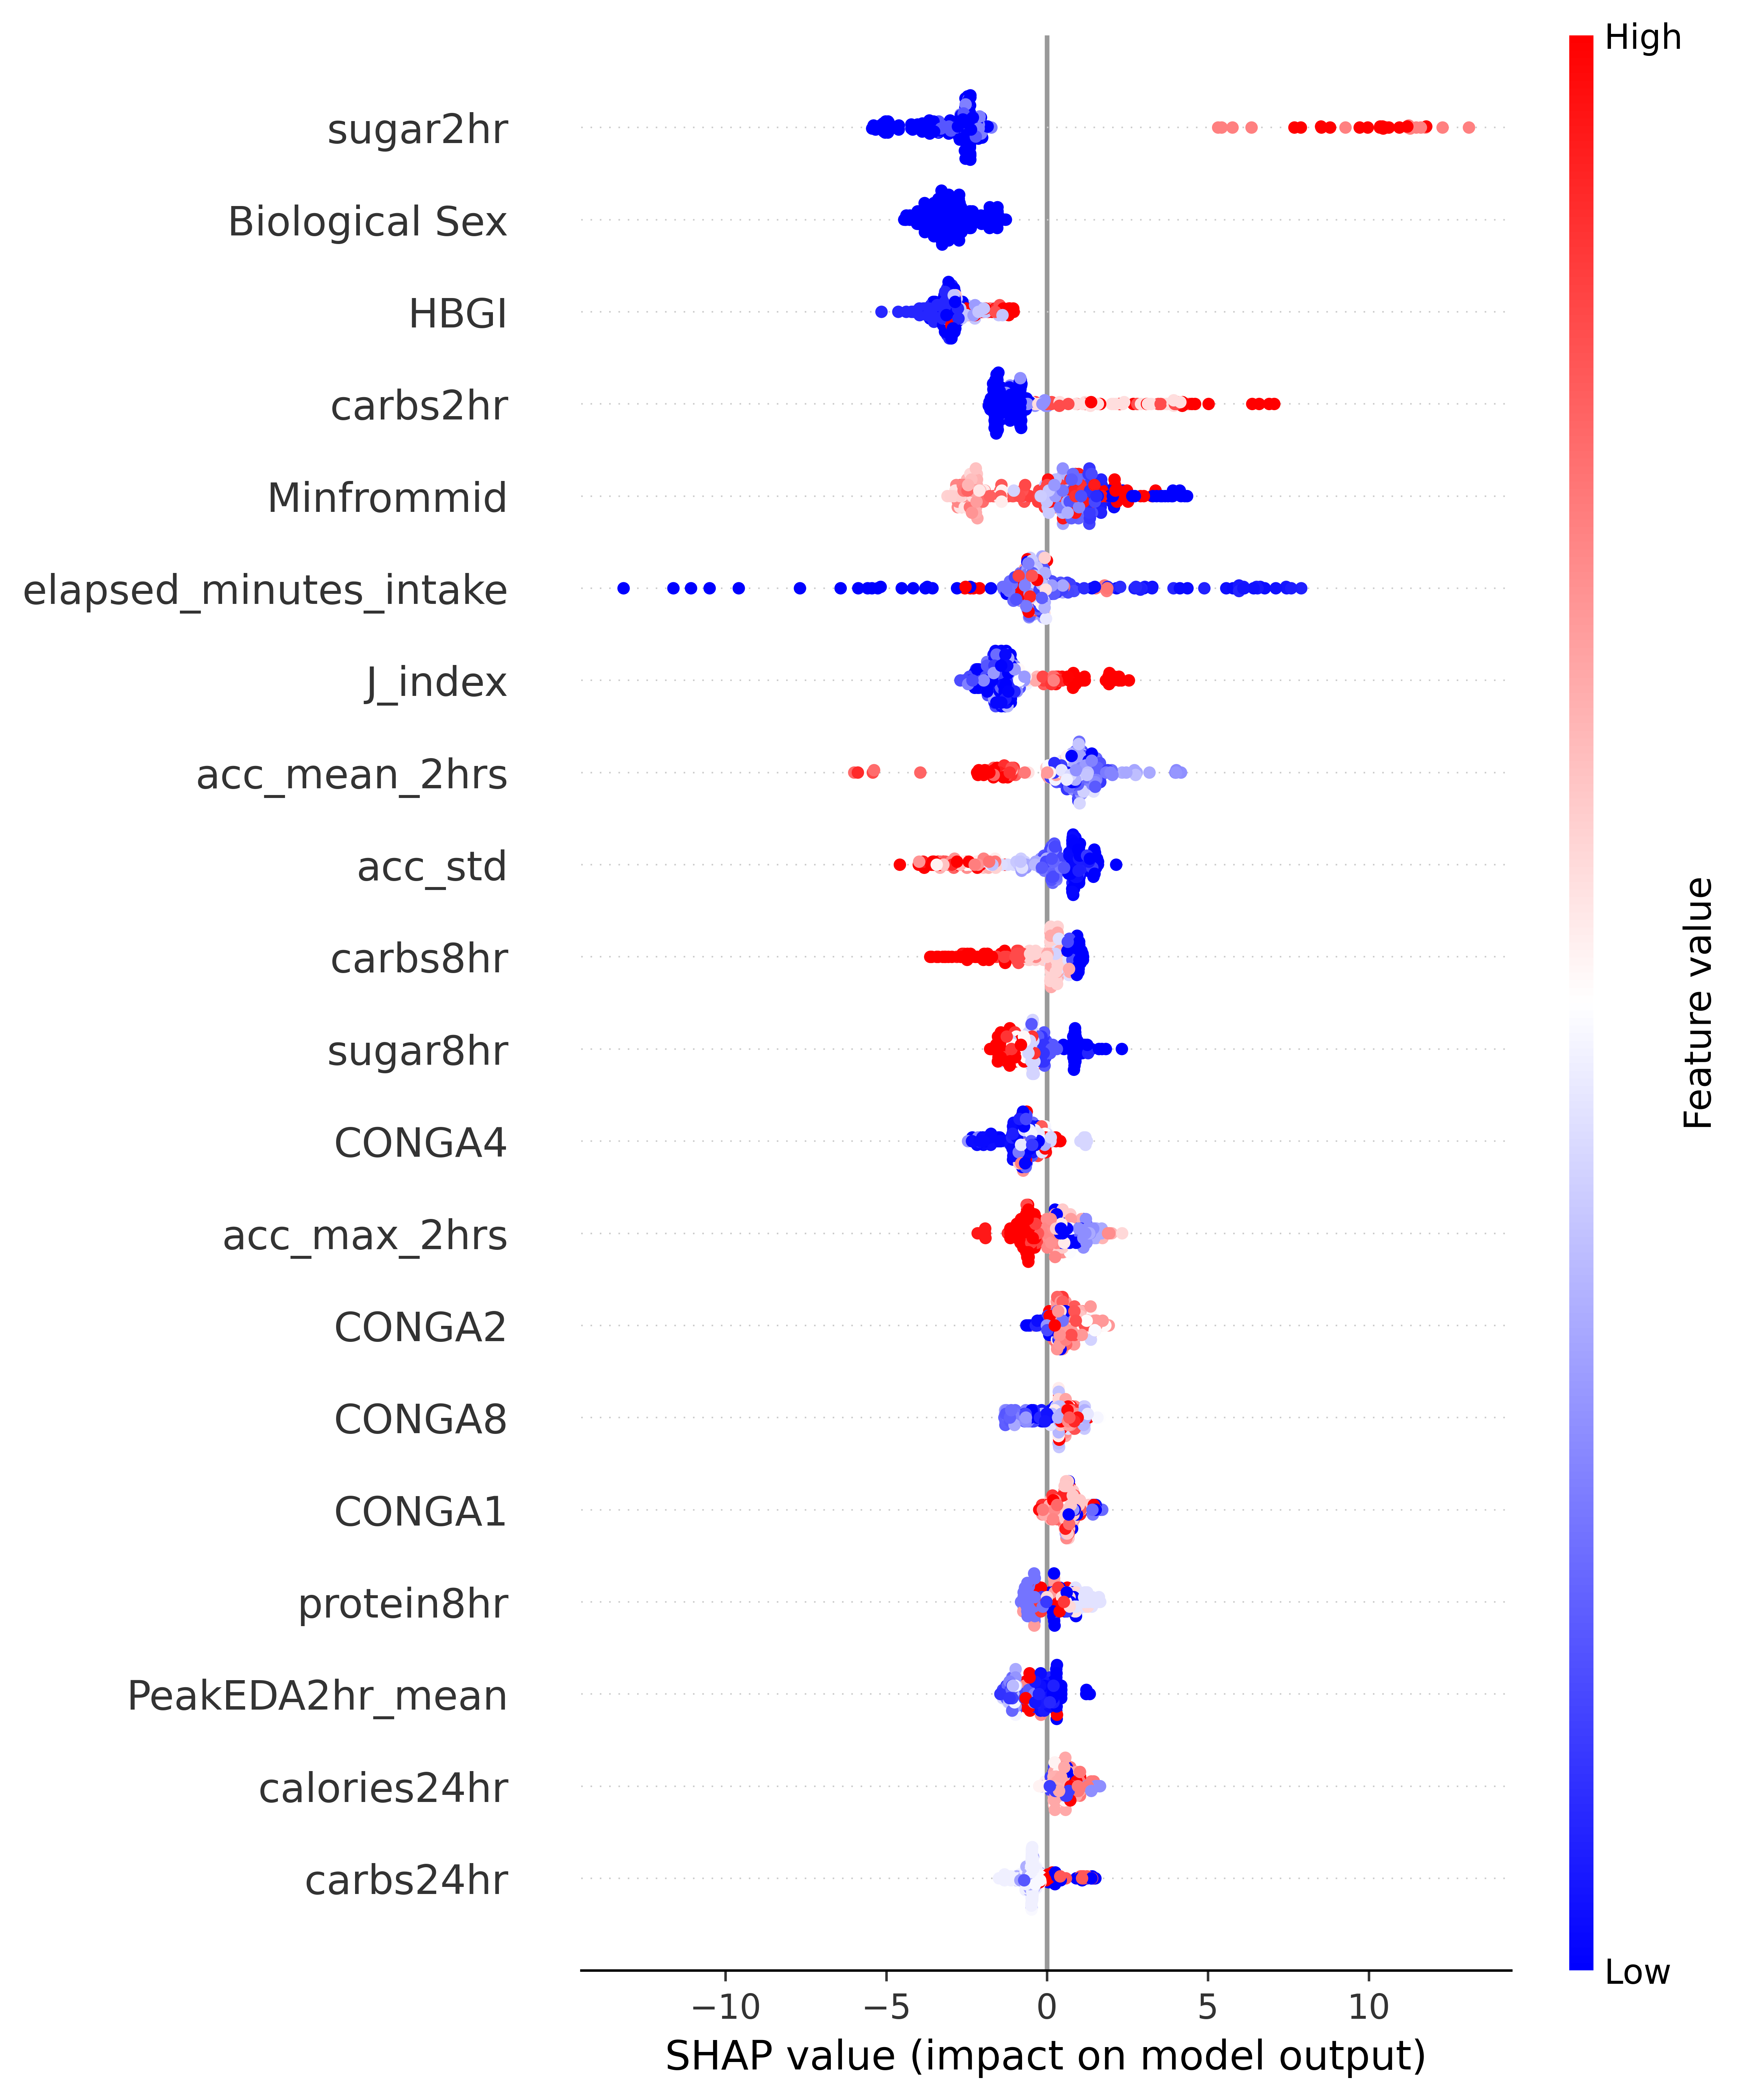 High
sugar2hr
Biological Sex
HBGI
carbs2hr
Minfrommid
elapsed_minutes_intake
J_index
acc_mean_2hrs
acc_std
carbs8hr
sugar8hr
CONGA4
acc_max_2hrs
CONGA2
CONGA8
CONGA1
protein8hr
PeakEDA2hr_mean
calories24hr
carbs24hr
Feature value
Low
−10 −5 0 5 10
SHAP value (impact on model output)